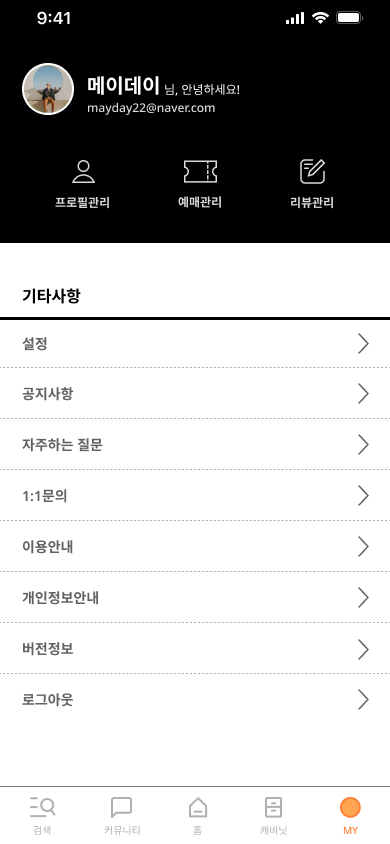 9:41
메이데이 님, 안녕하세요!
mayday22@naver.com
프로필관리 예매관리 리뷰관리
기타사항
설정
공지사항
자주하는 질문
1:1문의
이용안내
개인정보안내
버전정보
로그아웃
검색 커뮤니티 홈 캐비닛 MY